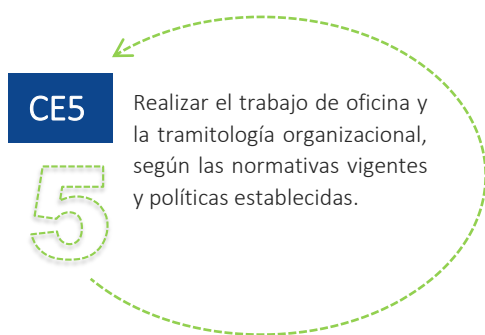 CE5
5
Realizar el trabajo de oficina y
la tramitología organizacional,
según las normativas vigentes
y políticas establecidas.